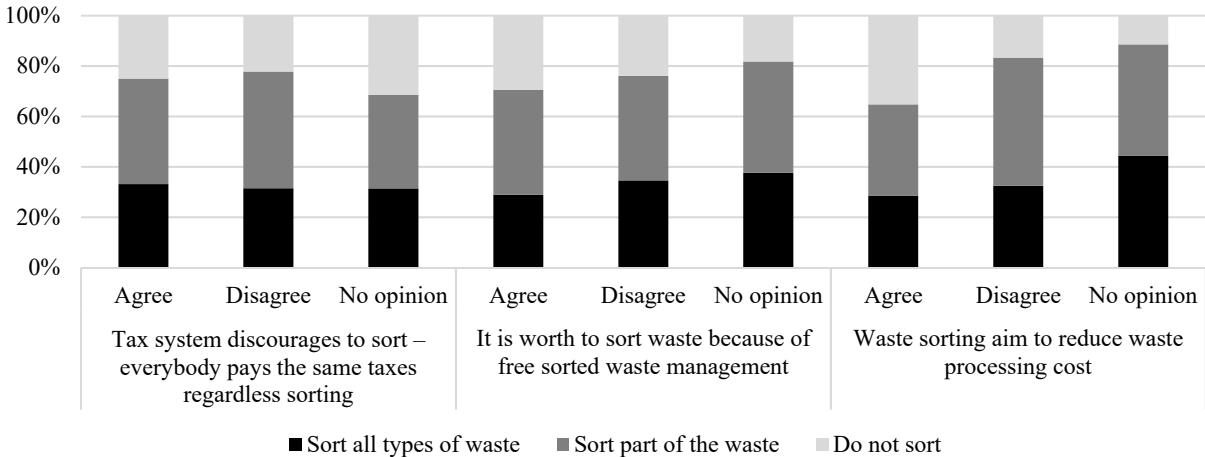 100%
80%
60%
40%
20%
0%
Agree Disagree No opinion Agree Disagree No opinion Agree Disagree No opinion
Tax system discourages to sort –
everybody pays the same taxes
regardless sorting
It is worth to sort waste because of
free sorted waste management
Waste sorting aim to reduce waste
processing cost
Sort all types of waste Sort part of the waste Do not sort